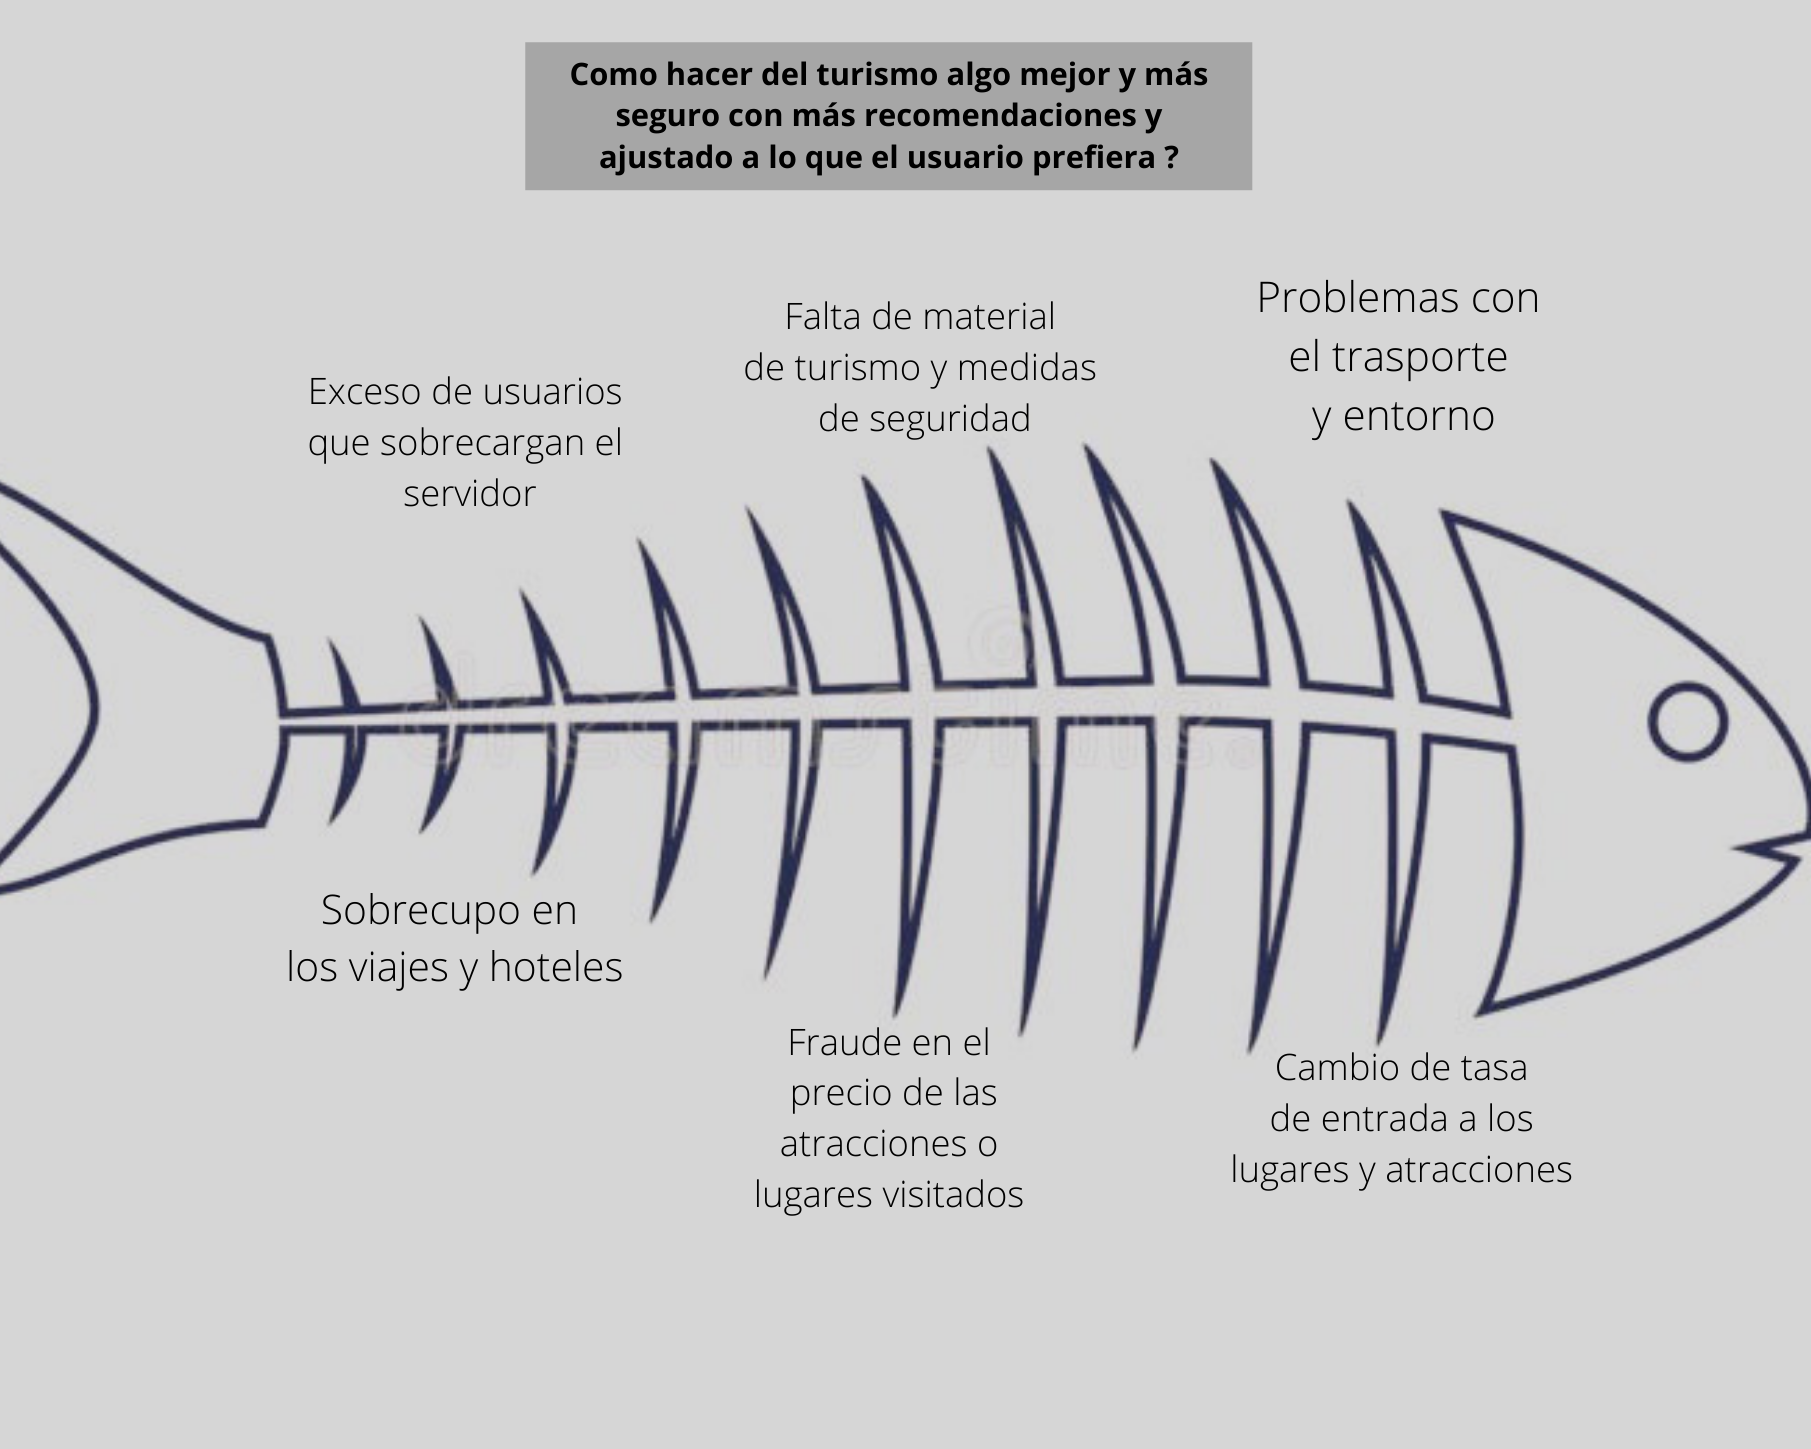 Como hacer del turismo algo mejor y más
seguro con más recomendaciones y
ajustado a lo que el usuario prefiera ?
Exceso de usuarios
que sobrecargan el
servidor
Falta de material
de turismo y medidas
de seguridad
Problemas con
el trasporte
y entorno
dreamstime.
Sobrecupo en
los viajes y hoteles
Fraude en el
precio de las
atracciones o
lugares visitados
Cambio de tasa
de entrada a los
lugares y atracciones